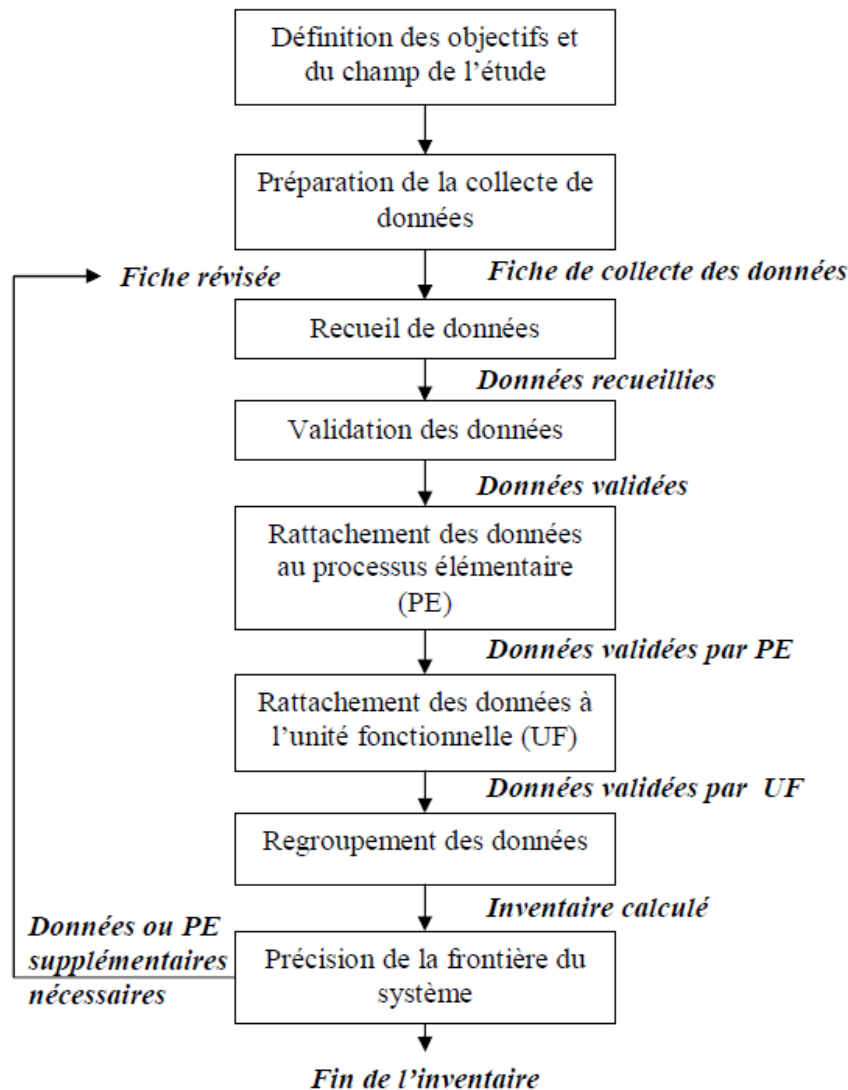 Définition des objectifs et
du champ de l'étude
Préparation de la collecte de
données
Fiche révisée
Fiche de collecte des données
Recueil de données
Données recueillies
Validation des données
Données validées
Rattachement des données
au processus élémentaire
(PE)
Données validées par PE
Rattachement des données à
l'unité fonctionnelle (UF)
Données validées par UF
Regroupement des données
Inventaire calculé
Données ou PE
supplémentaires
nécessaires
Précision de la frontière du
système
Fin de l'inventaire